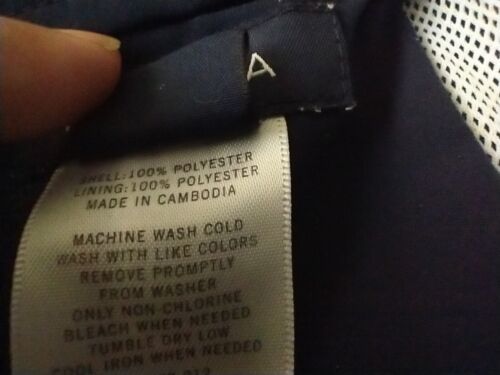 A
SHELL:100% POLYESTER
LINING:100% POLYESTER
MADE IN CAMBODIA
MACHINE WASH COLD
WASH WITH LIKE COLORS
REMOVE PROMPTLY
FROM WASHER
ONLY NON-CHLORINE
BLEACH WHEN NEEDED
TUMBLE DRY LOW
COOL IRON WHEN NEEDED